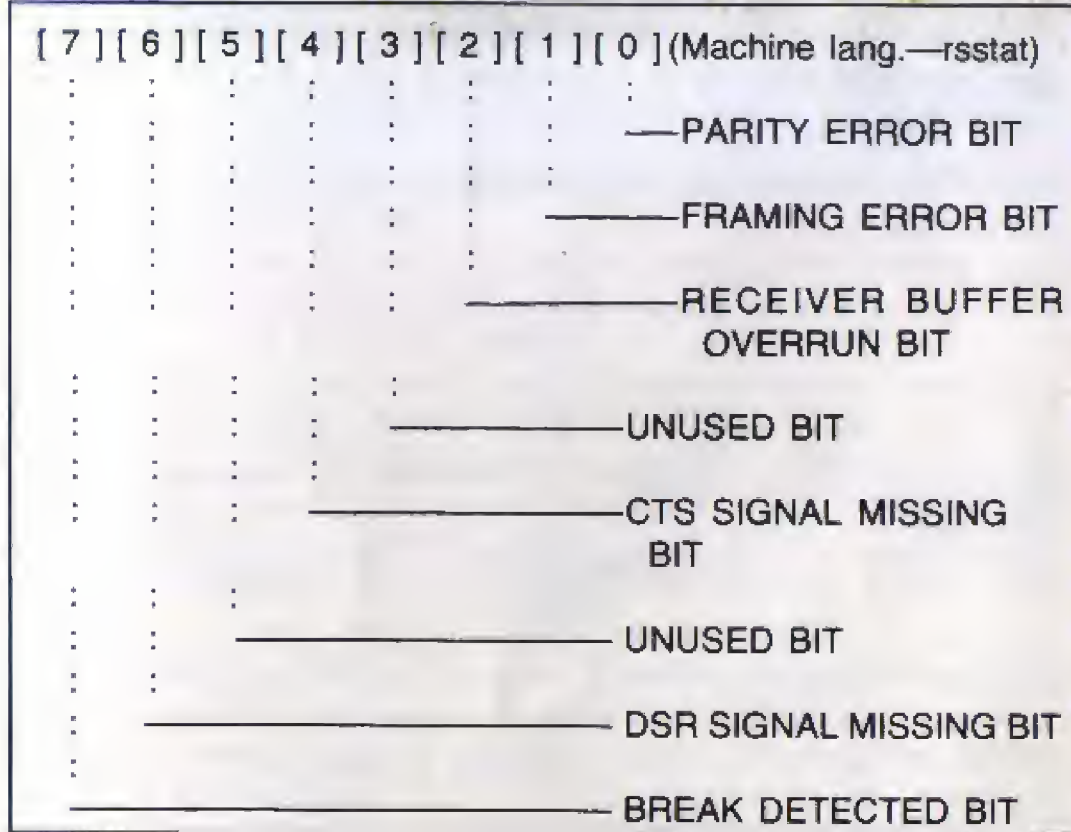 [ 7 ] [ 6 ] [ 5 ] [ 4 ] [ 3 ] [ 2 ] [ 1 ] [ 0 ] (Machine lang.—rsstat)
PARITY ERROR BIT
FRAMING ERROR BIT
RECEIVER BUFFER
OVERRUN BIT
UNUSED BIT
CTS SIGNAL MISSING
BIT
UNUSED BIT
DSR SIGNAL MISSING BIT
BREAK DETECTED BIT